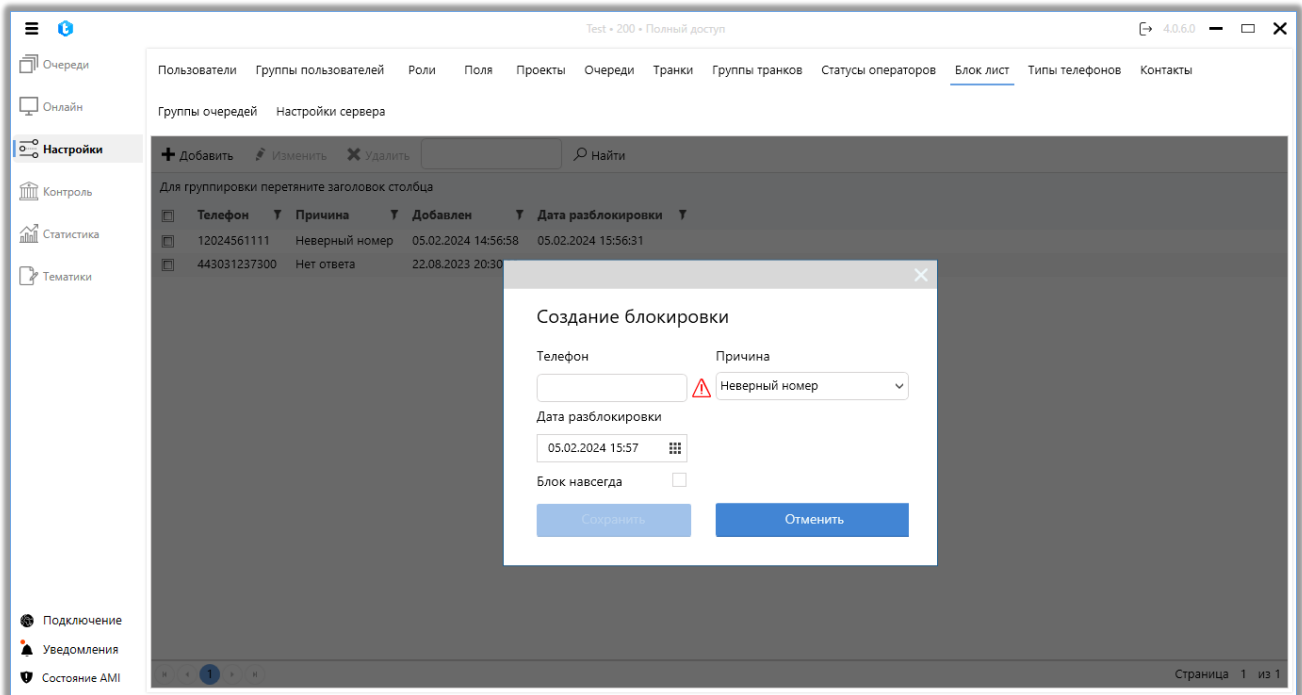 Test • 200 • Полный доступ
4.0.6.0
Очереди
Онлайн
Настройки
Контроль
Статистика
Тематики
Подключение
Уведомления
Состояние AMI
Пользователи Группы пользователей Роли Поля Проекты Очереди Транки Группы транков Статусы операторов Блок лист Типы телефонов Контакты
Группы очередей Настройки сервера
Добавить Изменить Удалить Найти
Для группировки перетяните заголовок столбца
Телефон Причина Добавлен Дата разблокировки
12024561111 Неверный номер 05.02.2024 14:56:58 05.02.2024 15:56:31
443031237300 Нет ответа 22.08.2023 20:30
Создание блокировки
Телефон Причина
Неверный номер
Дата разблокировки
05.02.2024 15:57
Блок навсегда
Сохранить Отменить
1 Страница 1 из 1